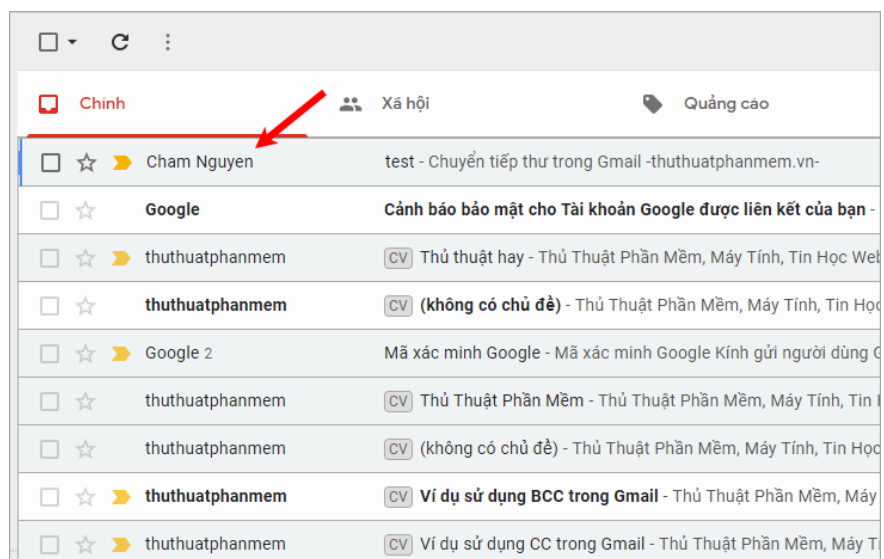 Chính Xã hội Quảng cáo
Cham Nguyen test - Chuyển tiếp thư trong Gmail -thuthuatphanmem.vn-
Google Cảnh báo bảo mật cho Tài khoản Google được liên kết của bạn -
thuthuatphanmem CV Thủ thuật hay - Thủ Thuật Phần Mềm, Máy Tính, Tin Học Web
thuthuatphanmem CV (không có chủ đề) - Thủ Thuật Phần Mềm, Máy Tính, Tin Học
Google 2 Mã xác minh Google - Mã xác minh Google Kính gửi người dùng
thuthuatphanmem CV Thủ Thuật Phần Mềm - Thủ Thuật Phần Mềm, Máy Tính, Tin
thuthuatphanmem CV (không có chủ đề) - Thủ Thuật Phần Mềm, Máy Tính, Tin Học
thuthuatphanmem CV Ví dụ sử dụng BCC trong Gmail - Thủ Thuật Phần Mềm, Máy
thuthuatphanmem CV Ví dụ sử dụng CC trong Gmail - Thủ Thuật Phần Mềm, Máy